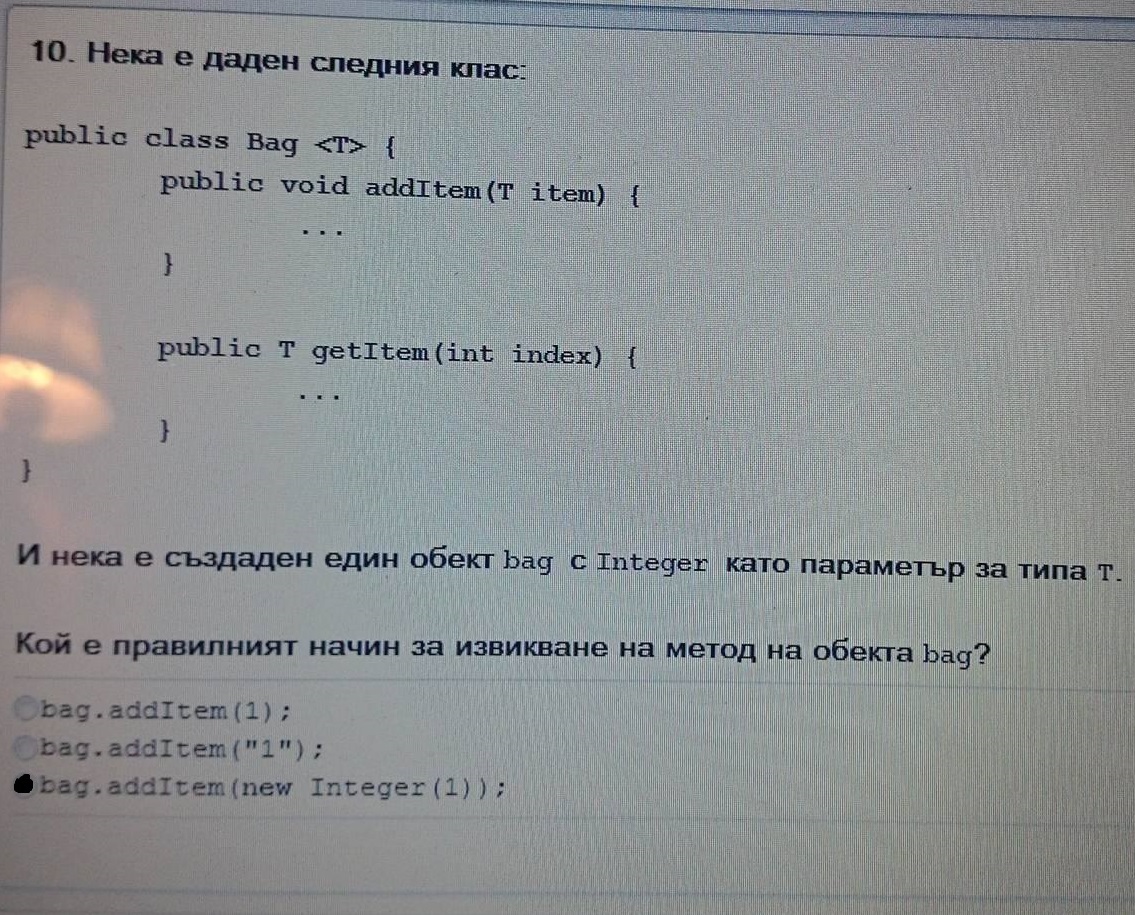 10. Нека е даден следния клас:
public class Bag <T> {
public void addItem(T item) {
...
}
public T getItem(int index) {
...
}
}
И нека е създаден един обект bag с Integer като параметър за типа T.
Кой е правилният начин за извикване на метод на обекта bag?
bag.addItem(1);
bag.addItem("1");
bag.addItem(new Integer(1));